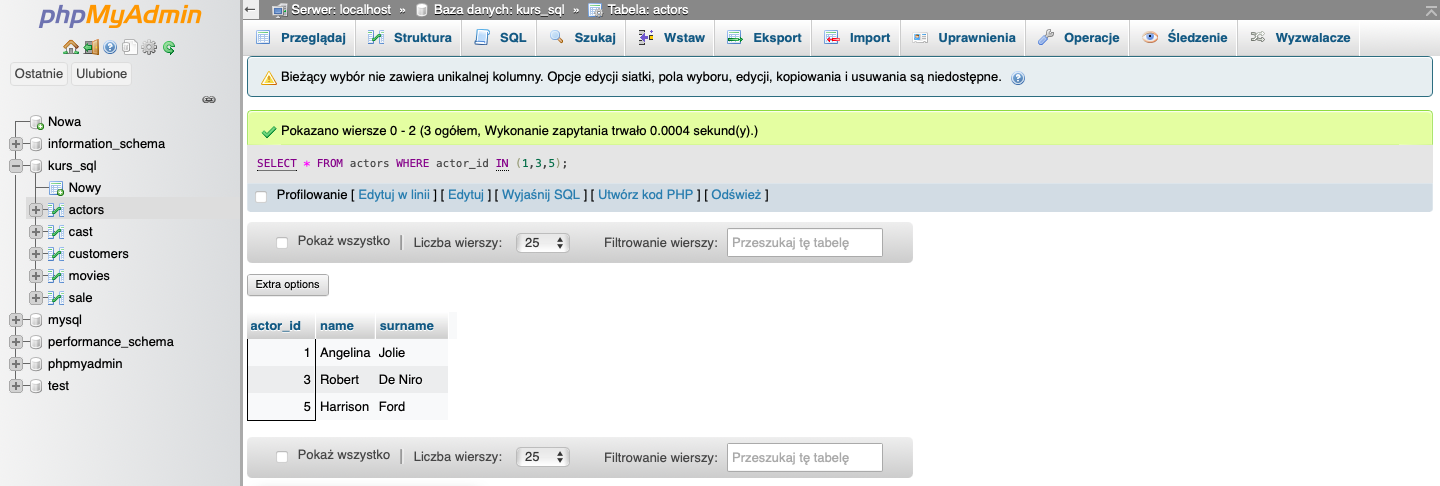 phpMyAdmin
Ostatnie Ulubione
Nowa
information_schema
kurs_sql
Nowy
actors
cast
customers
movies
sale
mysql
performance_schema
phpmyadmin
test
Serwer: localhost » Baza danych: kurs_sql » Tabela: actors
Przeglądaj Struktura SQL Szukaj Wstaw Eksport Import Uprawnienia Operacje Śledzenie Wyzwalacze
Bieżący wybór nie zawiera unikalnej kolumny. Opcje edycji siatki, pola wyboru, edycji, kopiowania i usuwania są niedostępne.
Pokazano wiersze 0 - 2 (3 ogółem, Wykonanie zapytania trwało 0.0004 sekund(y).)
SELECT * FROM actors WHERE actor_id IN (1,3,5);
Profilowanie [ Edytuj w linii ] [ Edytuj ] [ Wyjaśnij SQL ] [ Utwórz kod PHP ] [ Odśwież ]
Pokaż wszystko | Liczba wierszy: 25 Filtrowanie wierszy: Przeszukaj tę tabelę
Extra options
actor_id name surname
1 Angelina Jolie
3 Robert De Niro
5 Harrison Ford
Pokaż wszystko | Liczba wierszy: 25 Filtrowanie wierszy: Przeszukaj tę tabelę